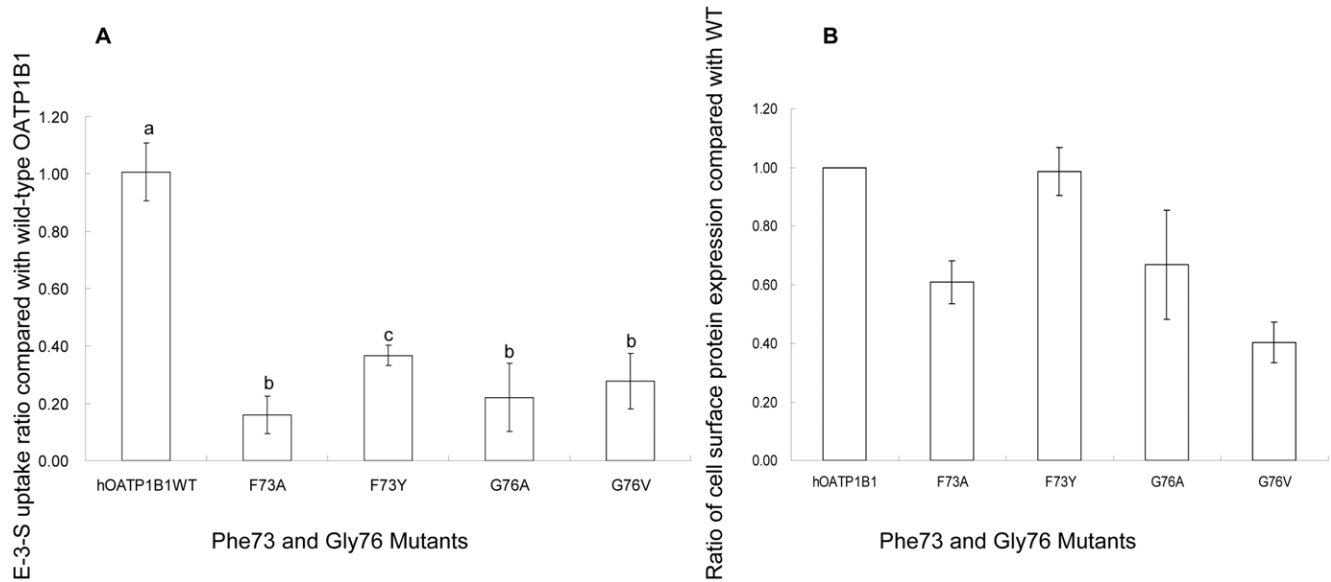 A
E-3-S uptake ratio compared with wild-type OATP1B1
1.20
1.00
0.80
0.60
0.40
0.20
0.00
a
b
c
b
b
hOATP1B1WT F73A F73Y G76A G76V
Phe73 and Gly76 Mutants
B
Ratio of cell surface protein expression compared with WT
1.20
1.00
0.80
0.60
0.40
0.20
0.00
hOATP1B1 F73A F73Y G76A G76V
Phe73 and Gly76 Mutants